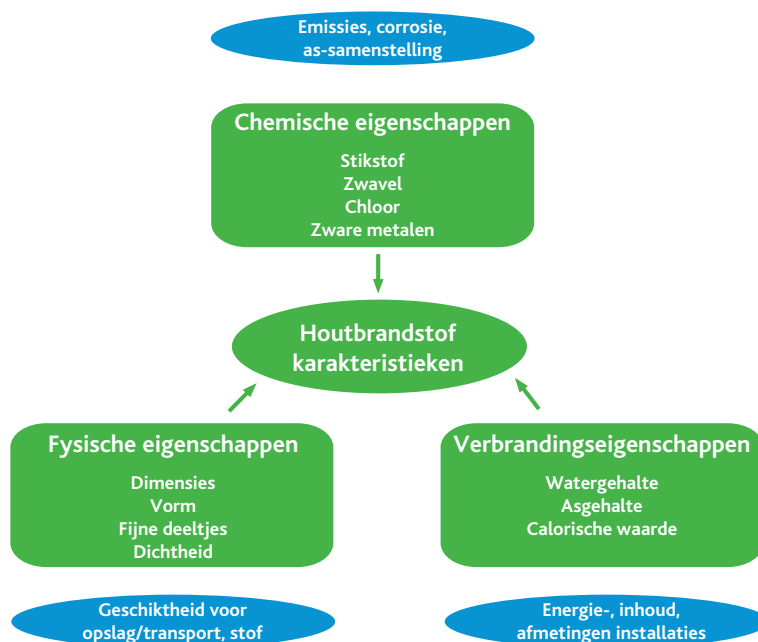 Emissies, corrosie,
as-samenstelling
Chemische eigenschappen
Stikstof
Zwavel
Chloor
Zware metalen
Houtbrandstof
karakteristieken
Fysische eigenschappen
Dimensies
Vorm
Fijne deeltjes
Dichtheid
Verbrandingseigenschappen
Watergehalte
Asgehalte
Calorische waarde
Geschiktheid voor
opslag/transport, stof
Energie-, inhoud,
afmetingen installaties